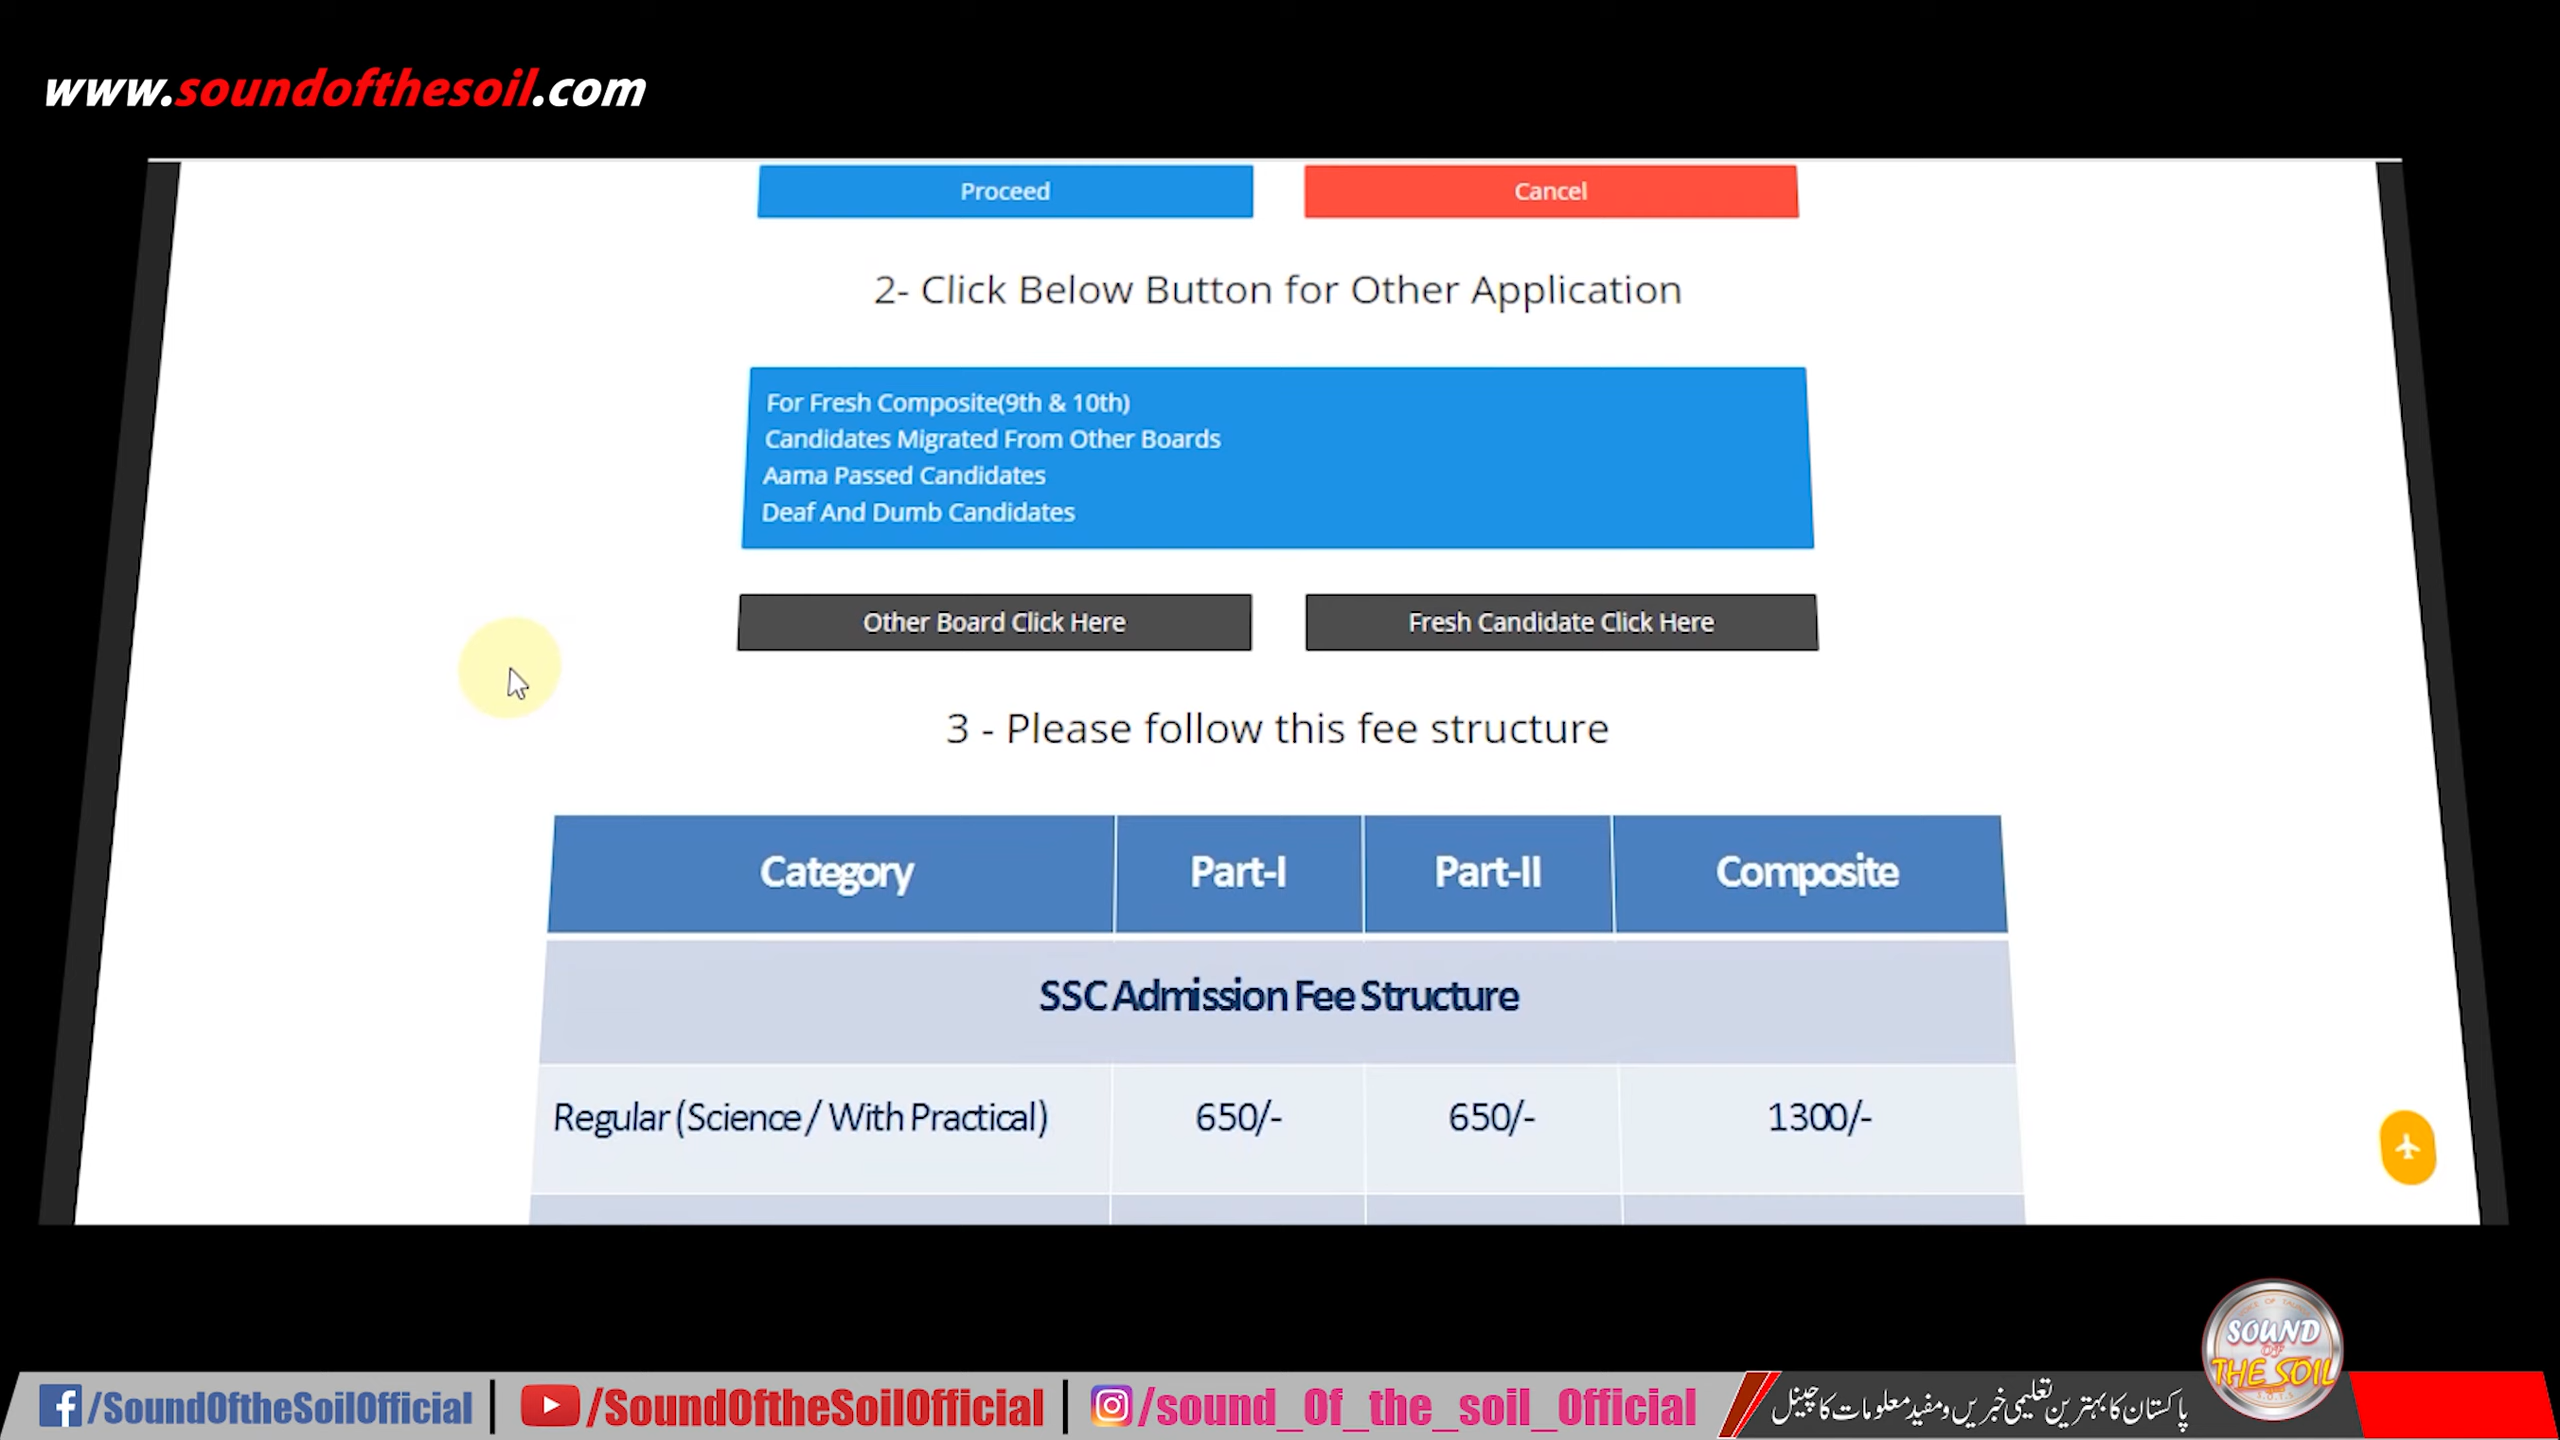 www.soundofthesoil.com
Proceed
Cancel
2- Click Below Button for Other Application
For Fresh Composite(9th & 10th)
Candidates Migrated From Other Boards
Aama Passed Candidates
Deaf And Dumb Candidates
Other Board Click Here
Fresh Candidate Click Here
3 - Please follow this fee structure
Category Part-I Part-II Composite
SSC Admission Fee Structure
Regular (Science / With Practical) 650/- 650/- 1300/-
SOUND
OF
THE SOIL
/SoundOftheSoilOfficial
/SoundOftheSoilOfficial
/sound_Of_the_soil_Official
پاکستان کا بہترین تعلیمی خبریں و مفید معلومات کا چینل